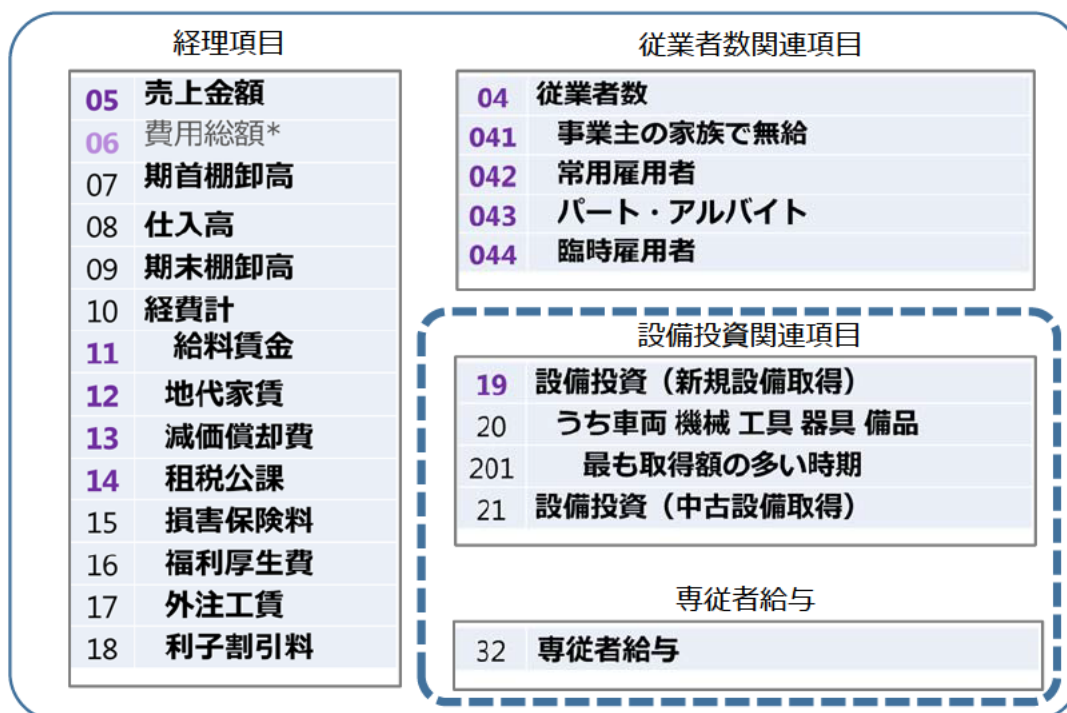 経理項目
05 売上金額
06 費用総額*
07 期首棚卸高
08 仕入高
09 期末棚卸高
10 経費計
11 給料賃金
12 地代家賃
13 減価償却費
14 租税公課
15 損害保険料
16 福利厚生費
17 外注工賃
18 利子割引料
従業者数関連項目
04 従業者数
041 事業主の家族で無給
042 常用雇用者
043 パート・アルバイト
044 臨時雇用者
設備投資関連項目
19 設備投資（新規設備取得）
20 うち車両 機械 工具 器具 備品
201 最も取得額の多い時期
21 設備投資（中古設備取得）
専従者給与
32 専従者給与